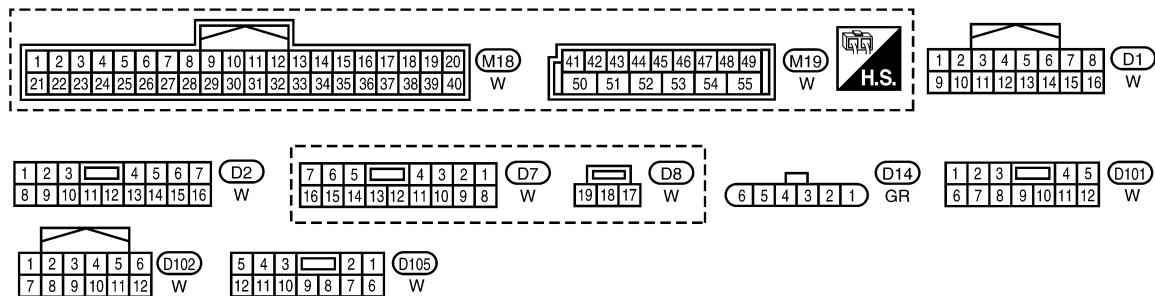 1 2 3 4 5 6 7 8 9 10 11 12 13 14 15 16 17 18 19 20 M18
21 22 23 24 25 26 27 28 29 30 31 32 33 34 35 36 37 38 39 40 W
41 42 43 44 45 46 47 48 49 M19
50 51 52 53 54 55 W
H.S.
1 2 3 4 5 6 7 8 D1
9 10 11 12 13 14 15 16 W
1 2 3 4 5 6 7 D2
8 9 10 11 12 13 14 15 16 W
7 6 5 4 3 2 1 D7
16 15 14 13 12 11 10 9 8 W
D8
19 18 17 W
D14
6 5 4 3 2 1 GR
1 2 3 4 5 D101
6 7 8 9 10 11 12 W
1 2 3 4 5 6 D102
7 8 9 10 11 12 W
5 4 3 2 1 D105
12 11 10 9 8 7 6 W